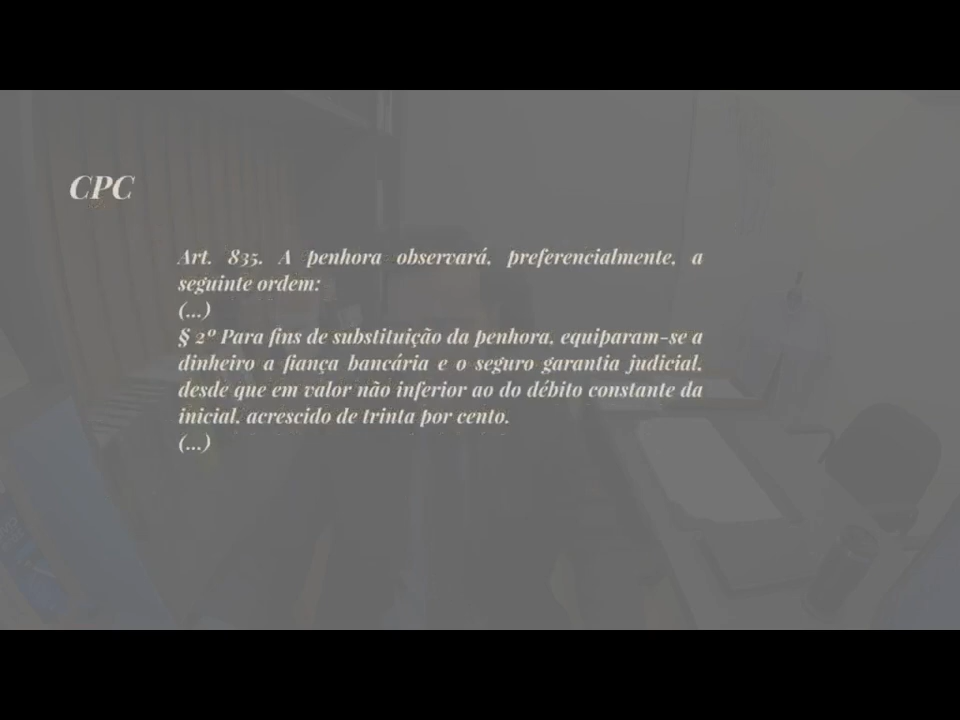 CPC
Art. 835. A penhora observará, preferencialmente, a
seguinte ordem:
(...)
§ 2º Para fins de substituição da penhora, equiparam-se a
dinheiro a fiança bancária e o seguro garantia judicial,
desde que em valor não inferior ao do débito constante da
inicial, acrescido de trinta por cento.
(...)